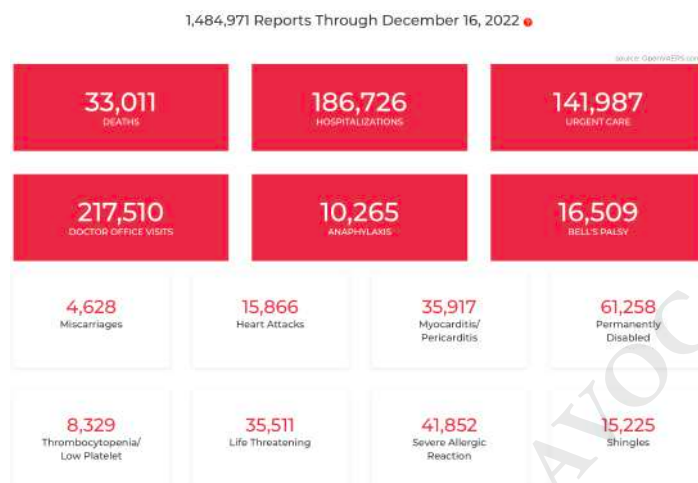 1,484,971 Reports Through December 16, 2022
source: OpenVAERS.com
33,011
DEATHS
186,726
HOSPITALIZATIONS
141,987
URGENT CARE
217,510
DOCTOR OFFICE VISITS
10,265
ANAPHYLAXIS
16,509
BELL'S PALSY
4,628
Miscarriages
15,866
Heart Attacks
35,917
Myocarditis/
Pericarditis
61,258
Permanently
Disabled
8,329
Thrombocytopenia/
Low Platelet
35,511
Life Threatening
41,852
Severe Allergic
Reaction
15,225
Shingles
AVOC